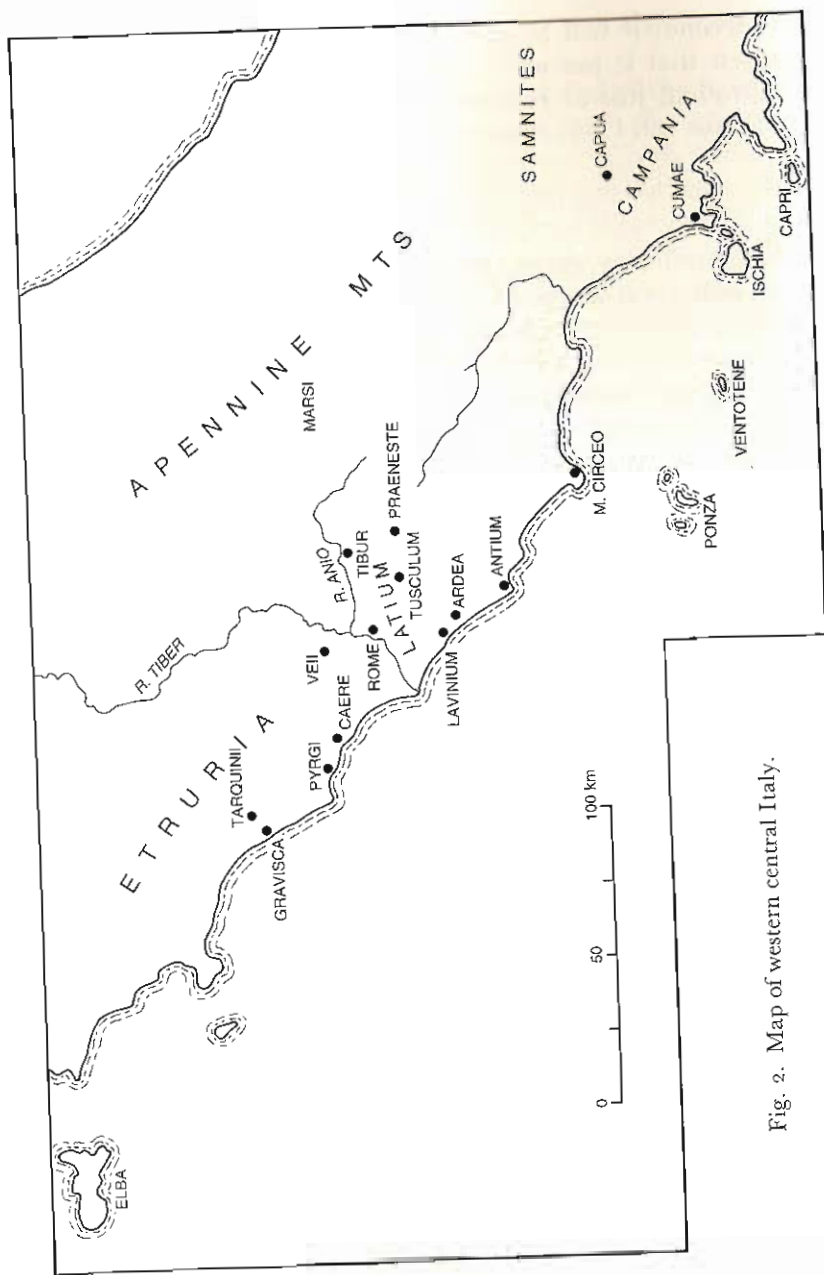 SAMNITES
CAPUA
CAMPANIA
CUMAE
CAPRI
ISCHIA
APENNINE MTS
MARSI
VENTOTENE
PRAENESTE
R. ANIO
TIBUR
M. CIRCEO
PONZA
LATIUM
TUSCULUM
ANTIUM
ARDEA
R. TIBER
VEII
ROME
LAVINIUM
ETRURIA
CAERE
PYRGI
TARQUINII
GRAVISCA
100 km
50
0
ELBA
Fig. 2. Map of western central Italy.